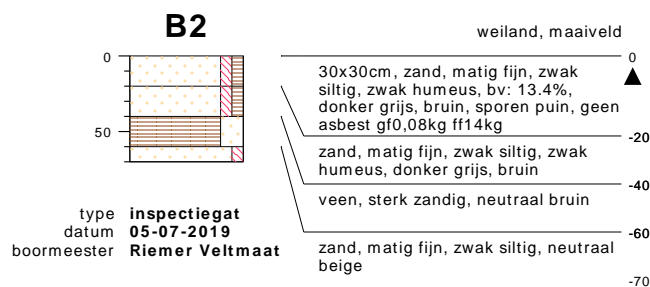 B2
weiland, maaiveld
0
0
30x30cm, zand, matig fijn, zwak
siltig, zwak humeus, bv: 13.4%,
donker grijs, bruin, sporen puin, geen
asbest gf0,08kg ff14kg
50
-20
zand, matig fijn, zwak siltig, zwak
humeus, donker grijs, bruin
-40
veen, sterk zandig, neutraal bruin
type inspectiegat
datum 05-07-2019
boormeester Riemer Veltmaat
-60
zand, matig fijn, zwak siltig, neutraal
beige
-70